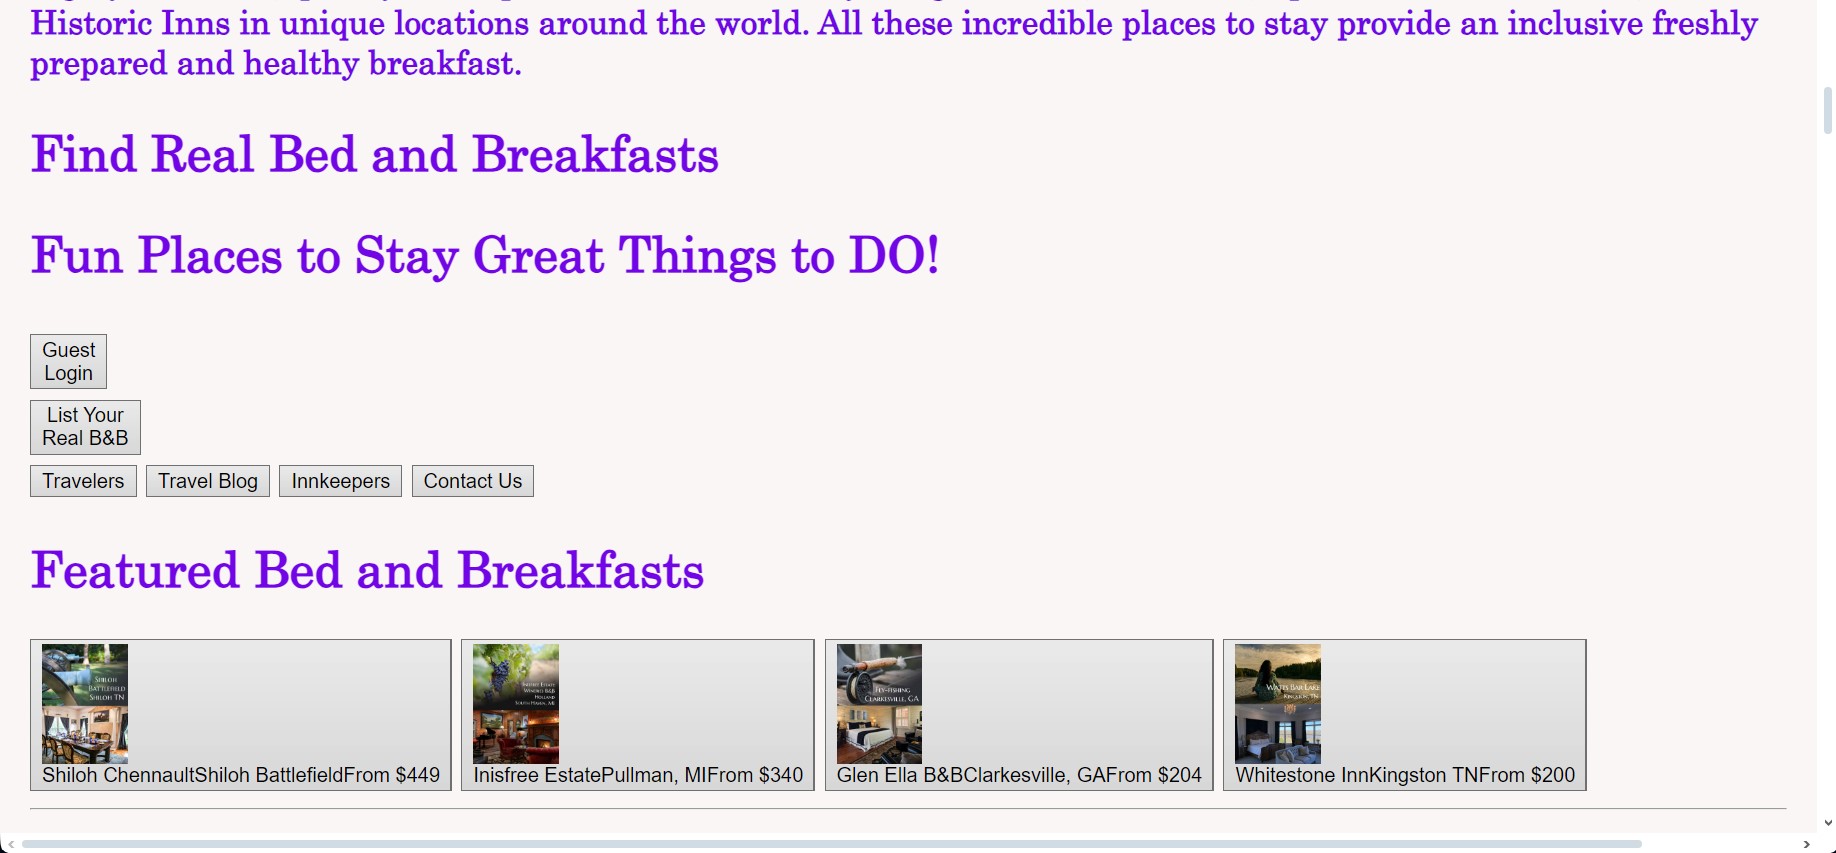 Historic Inns in unique locations around the world. All these incredible places to stay provide an inclusive freshly
prepared and healthy breakfast.
Find Real Bed and Breakfasts
Fun Places to Stay Great Things to DO!
Guest
Login
List Your
Real B&B
Travelers Travel Blog Innkeepers Contact Us
Featured Bed and Breakfasts
SHILOH
BATTLEFIELD
SHILOH TN
INISFREE ESTATE
WINERY B&B
HOLLAND
SOUTH HAVEN, MI
FLY-FISHING
CLARKESVILLE, GA
WATTS BAR LAKE
KINGSTON, TN
Shiloh ChennaultShiloh BattlefieldFrom $449 Inisfree EstatePullman, MIFrom $340 Glen Ella B&BClarkesville, GAFrom $204 Whitestone InnKingston TNFrom $200